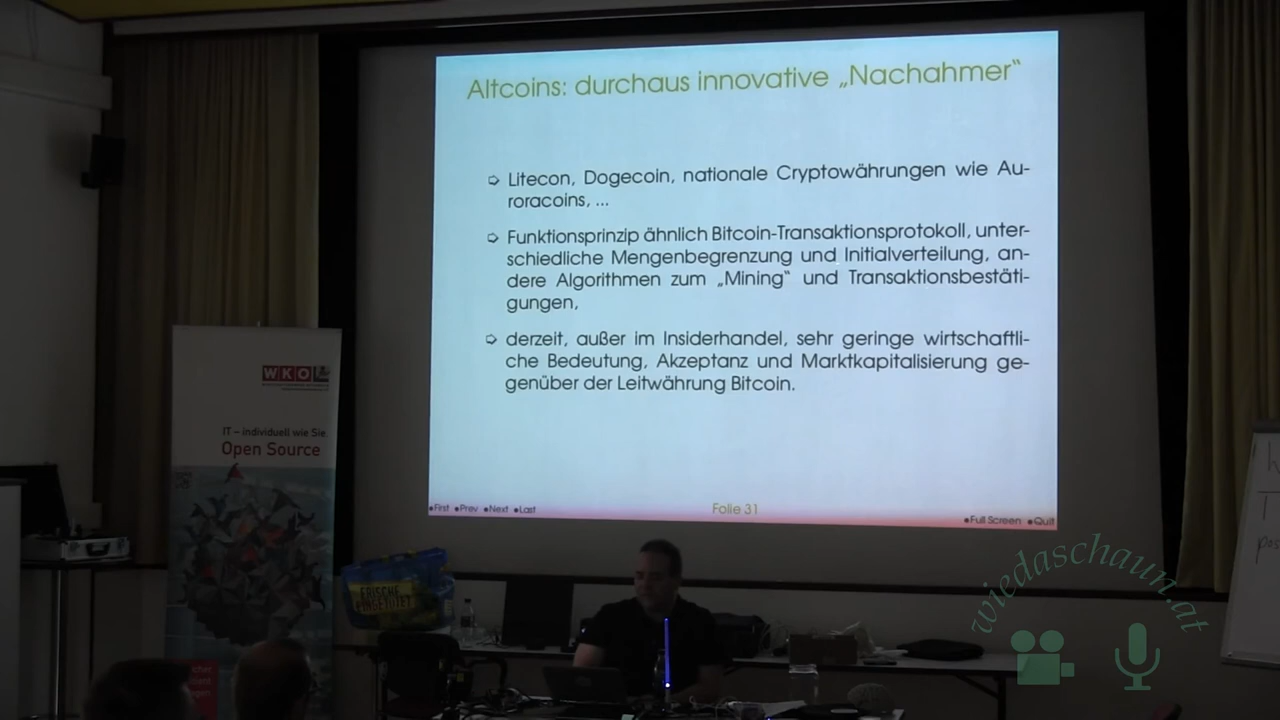 Altcoins: durchaus innovative „Nachahmer“
Litecon, Dogecoin, nationale Cryptowährungen wie Au-
roracoins, ...
Funktionsprinzip ähnlich Bitcoin-Transaktionsprotokoll, unter-
schiedliche Mengenbegrenzung und Initialverteilung, an-
dere Algorithmen zum „Mining“ und Transaktionsbestäti-
gungen,
derzeit, außer im Insiderhandel, sehr geringe wirtschaftli-
che Bedeutung, Akzeptanz und Marktkapitalisierung ge-
genüber der Leitwährung Bitcoin.
First Prev Next Last
Folie 31
Full Screen Quit
WKO
IT – individuell wie Sie.
Open Source
FRISCHE
EINGETÜTET
wiedaschaun.at